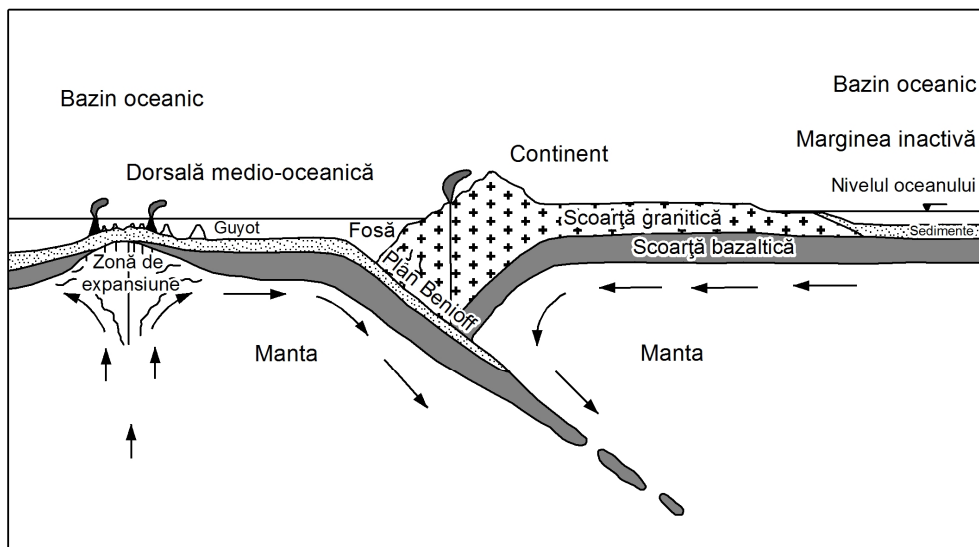 Bazin oceanic
Bazin oceanic
Marginea inactivă
Continent
Dorsală medio-oceanică
Nivelul oceanului
Guyot
Fosă
Scoarţă granitică
Sedimente
Scoarţă bazaltică
Zonă de
expansiune
Plan Benioff
Manta
Manta